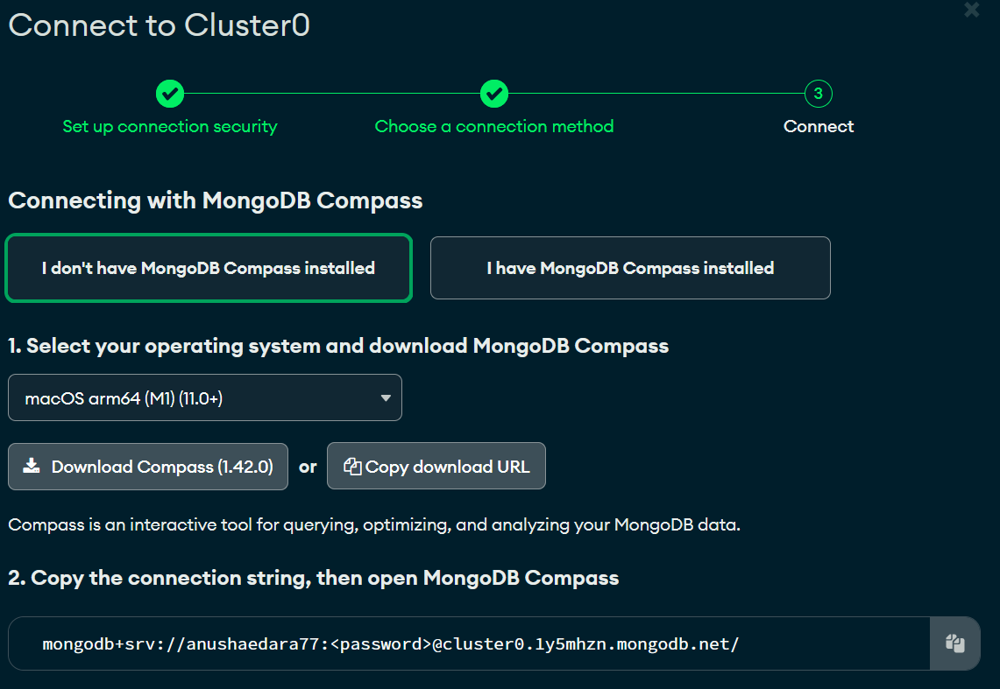 Connect to Cluster0
3
Set up connection security
Choose a connection method
Connect
Connecting with MongoDB Compass
I don't have MongoDB Compass installed
I have MongoDB Compass installed
1. Select your operating system and download MongoDB Compass
macOS arm64 (M1) (11.0+)
Download Compass (1.42.0)
or
Copy download URL
Compass is an interactive tool for querying, optimizing, and analyzing your MongoDB data.
2. Copy the connection string, then open MongoDB Compass
mongodb+srv://anushaedara77:<password>@cluster0.1y5mhzn.mongodb.net/